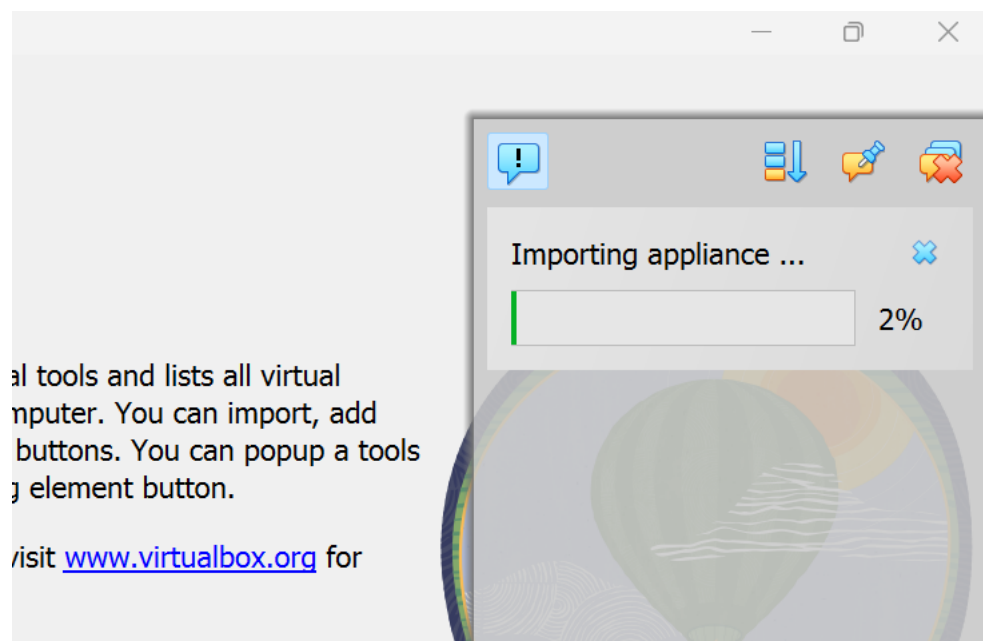 Importing appliance ...
2%
al tools and lists all virtual
mputer. You can import, add
buttons. You can popup a tools
g element button.
visit www.virtualbox.org for